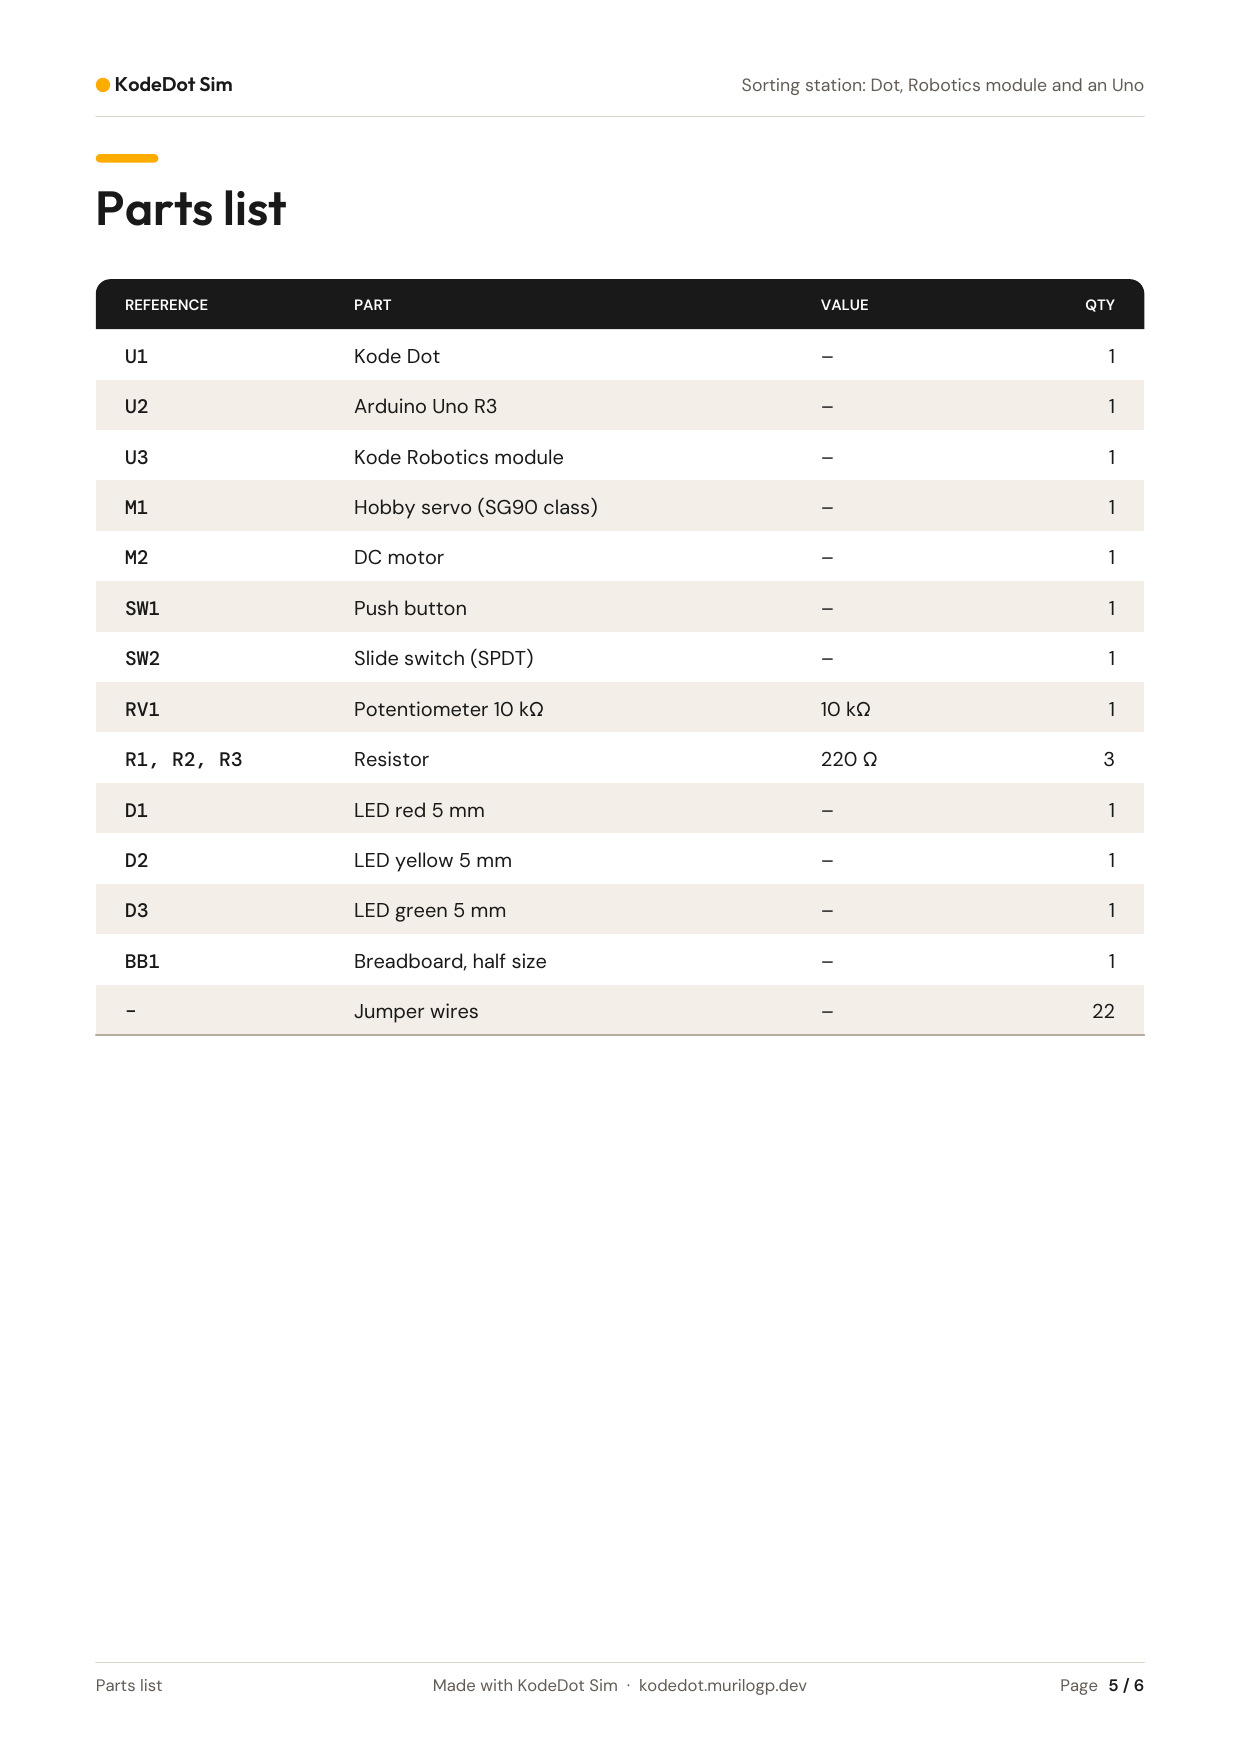 KodeDot Sim
Sorting station: Dot, Robotics module and an Uno
Parts list
REFERENCE PART VALUE QTY
U1 Kode Dot – 1
U2 Arduino Uno R3 – 1
U3 Kode Robotics module – 1
M1 Hobby servo (SG90 class) – 1
M2 DC motor – 1
SW1 Push button – 1
SW2 Slide switch (SPDT) – 1
RV1 Potentiometer 10 kΩ 10 kΩ 1
R1, R2, R3 Resistor 220 Ω 3
D1 LED red 5 mm – 1
D2 LED yellow 5 mm – 1
D3 LED green 5 mm – 1
BB1 Breadboard, half size – 1
– Jumper wires – 22
Parts list
Made with KodeDot Sim · kodedot.murilogp.dev
Page 5 / 6